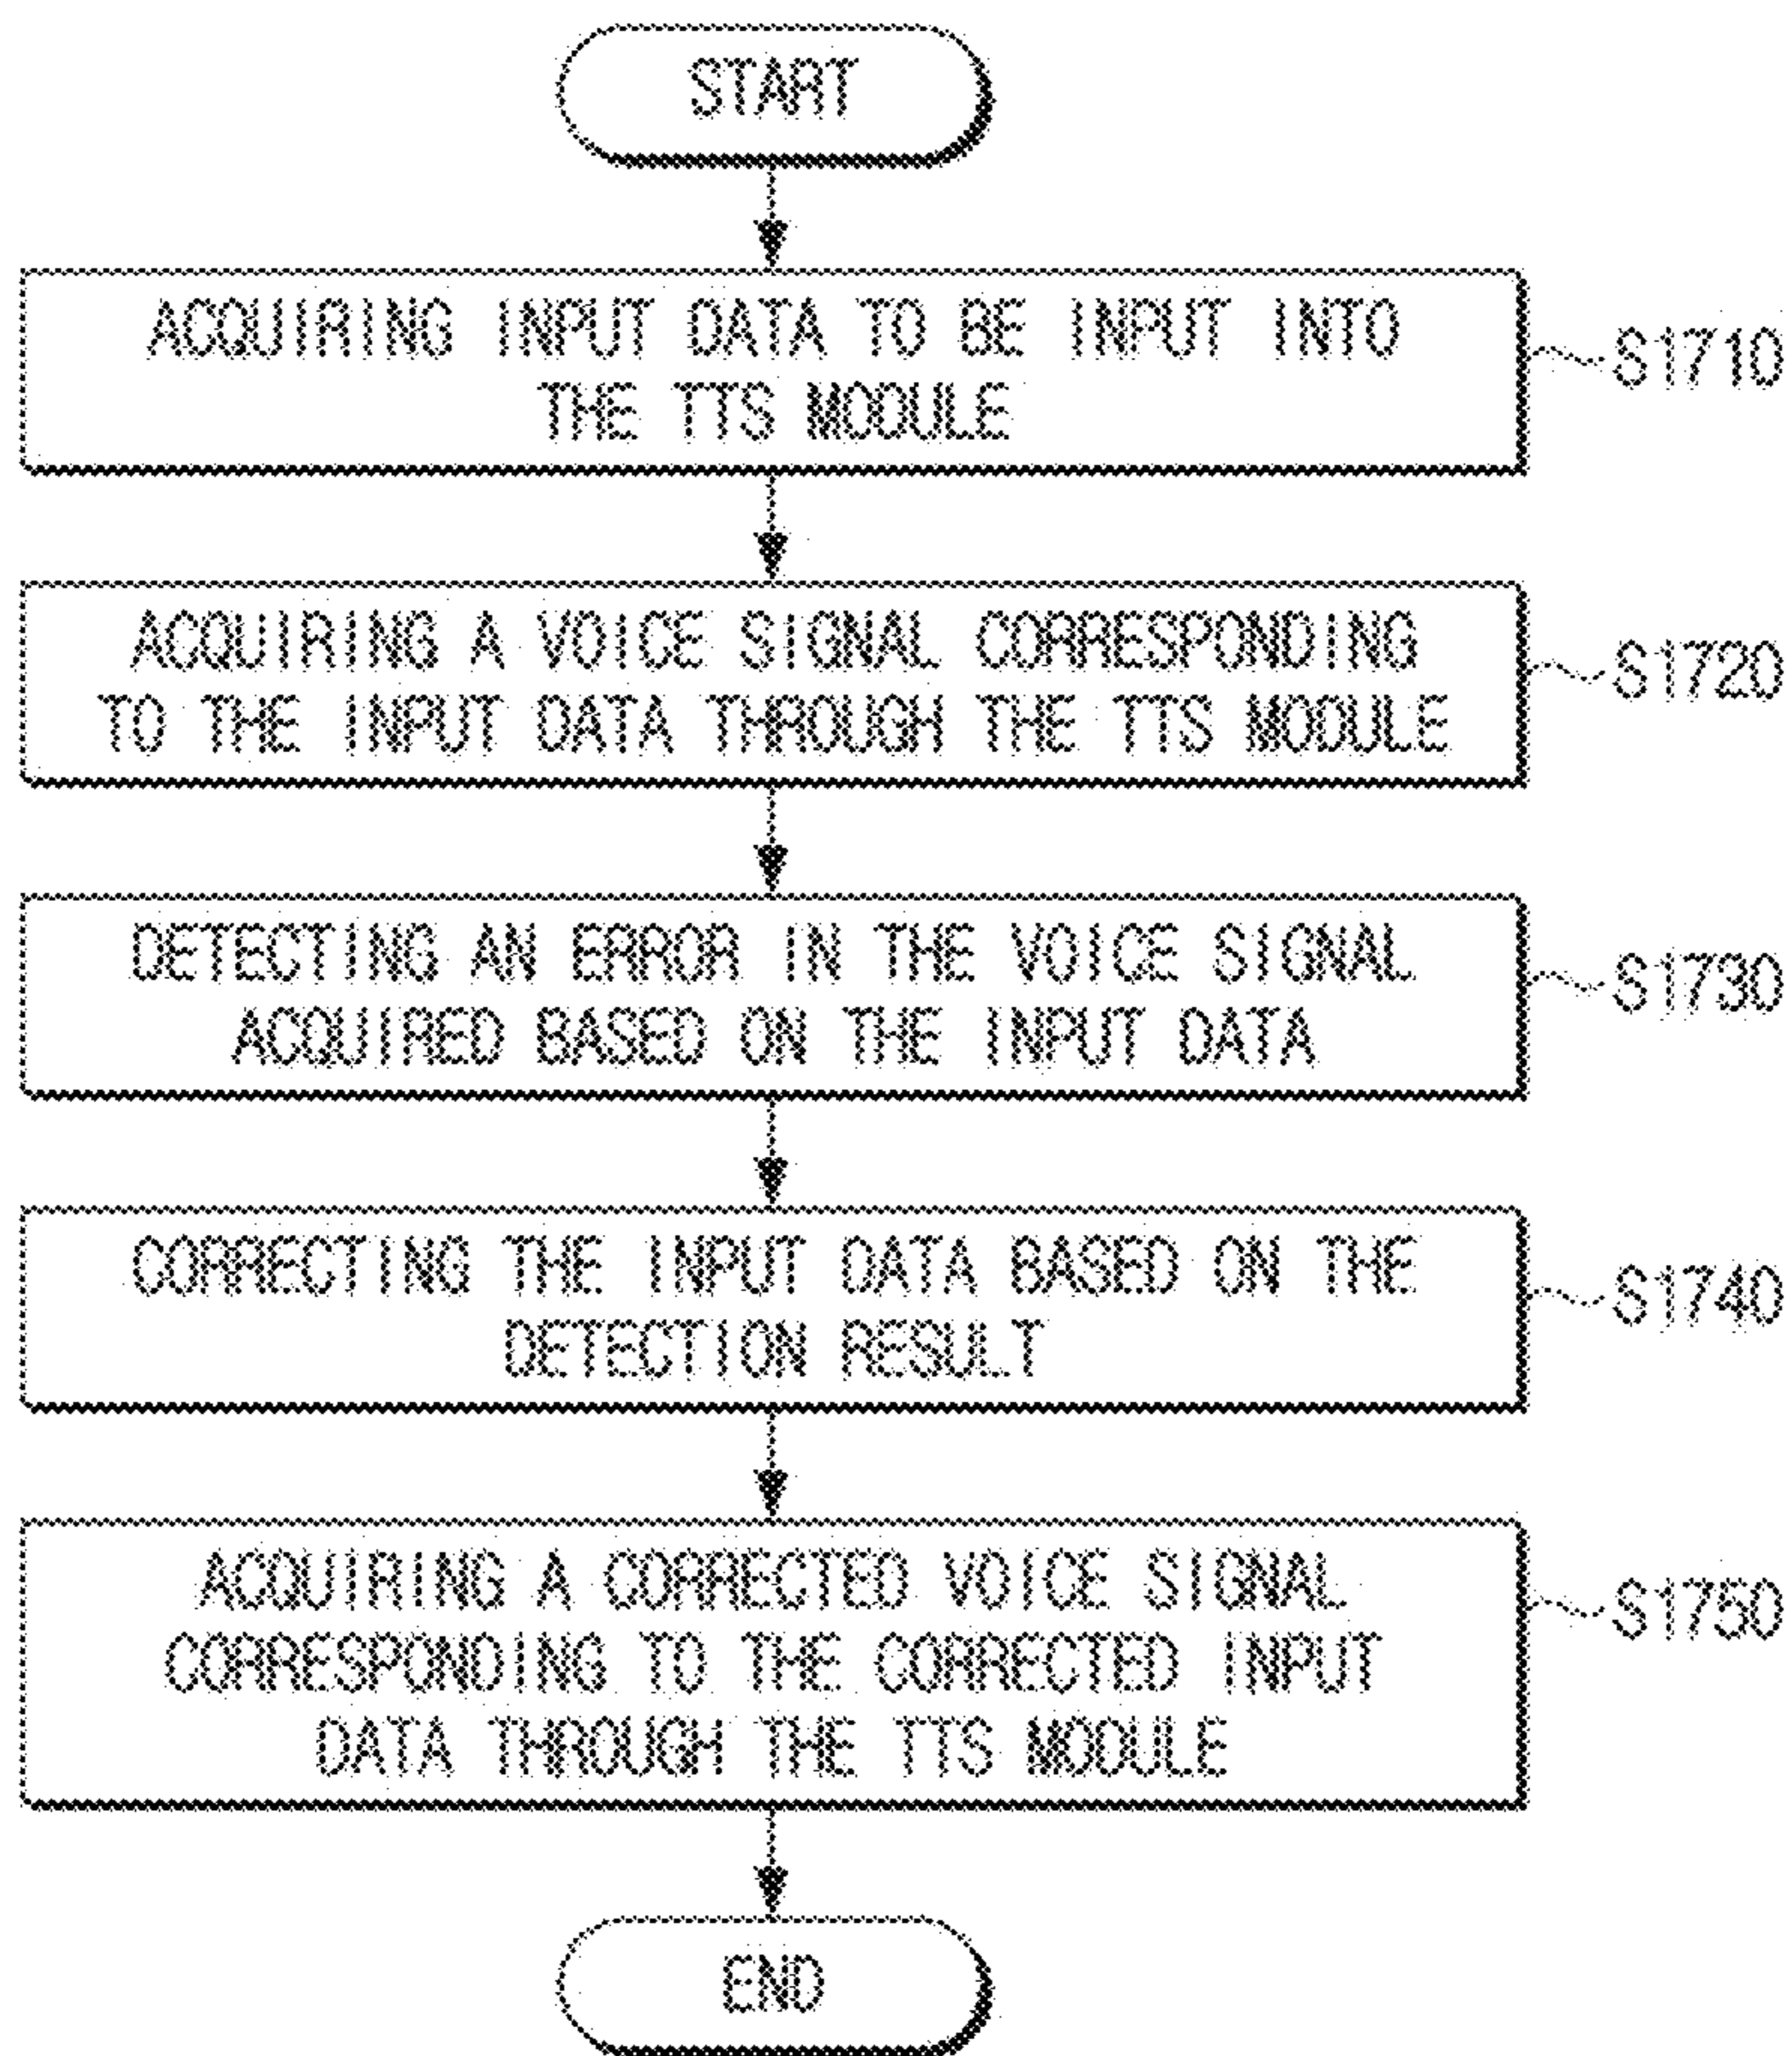 START
ACQUIRING INPUT DATA TO BE INPUT INTO
THE TTS MODULE
S1710
ACQUIRING A VOICE SIGNAL CORRESPONDING
TO THE INPUT DATA THROUGH THE TTS MODULE
S1720
DETECTING AN ERROR IN THE VOICE SIGNAL
ACQUIRED BASED ON THE INPUT DATA
S1730
CORRECTING THE INPUT DATA BASED ON THE
DETECTION RESULT
S1740
ACQUIRING A CORRECTED VOICE SIGNAL
CORRESPONDING TO THE CORRECTED INPUT
DATA THROUGH THE TTS MODULE
S1750
END